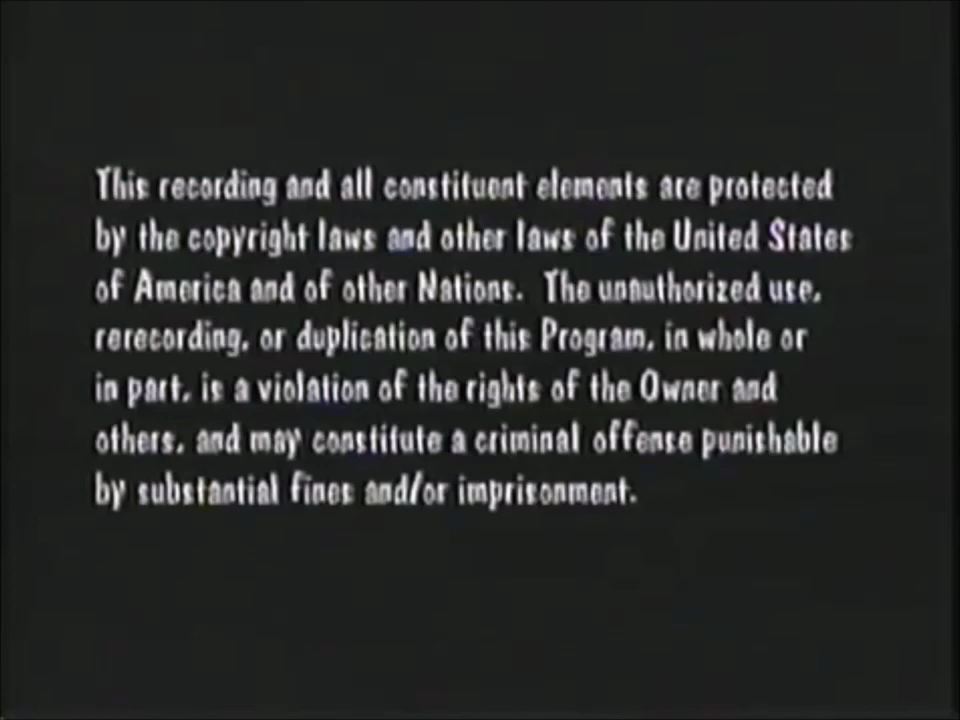 This recording and all constituent elements are protected
by the copyright laws and other laws of the United States
of America and of other Nations. The unauthorized use,
rerecording, or duplication of this Program, in whole or
in part, is a violation of the rights of the Owner and
others, and may constitute a criminal offense punishable
by substantial fines and/or imprisonment.